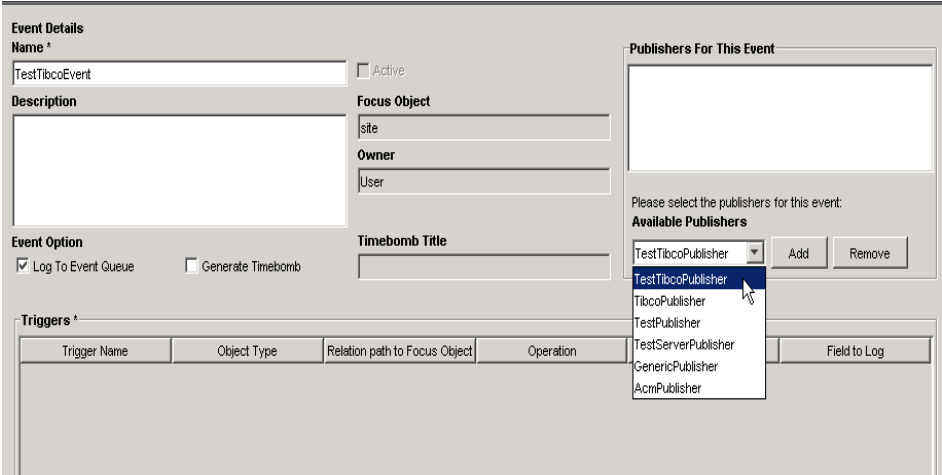 Event Details
Name *
TestTibcoEvent
Active
Description
Focus Object
site
Owner
User
Event Option
Log To Event Queue
Generate Timebomb
Timebomb Title
Publishers For This Event
Please select the publishers for this event:
Available Publishers
TestTibcoPublisher
Add
Remove
TestTibcoPublisher
TibcoPublisher
TestPublisher
TestServerPublisher
GenericPublisher
AcmPublisher
Triggers *
Trigger Name
Object Type
Relation path to Focus Object
Operation
Field to Log